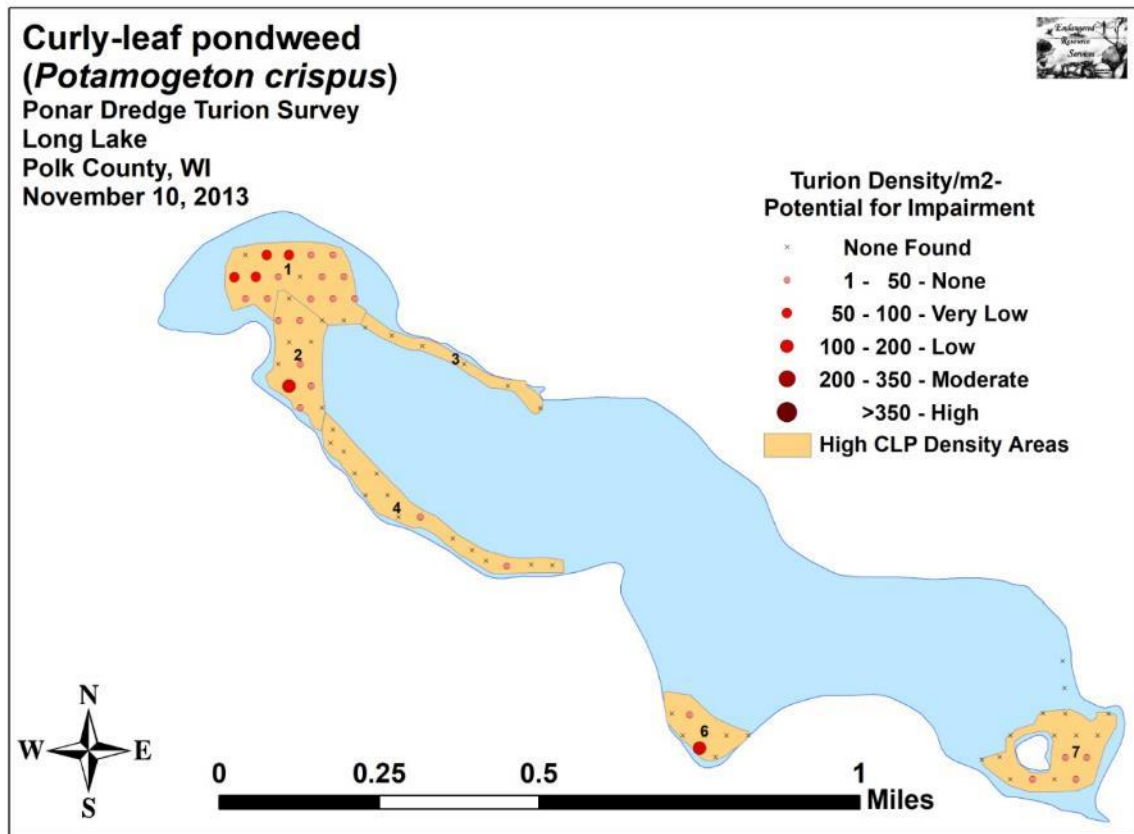 Curly-leaf pondweed
(Potamogeton crispus)
Ponar Dredge Turion Survey
Long Lake
Polk County, WI
November 10, 2013
Endangered
Resource
Services
Turion Density/m2-
Potential for Impairment
None Found
1 - 50 - None
50 - 100 - Very Low
100 - 200 - Low
200 - 350 - Moderate
>350 - High
High CLP Density Areas
1
2
3
4
6
7
N
W E
S
0 0.25 0.5 1
Miles